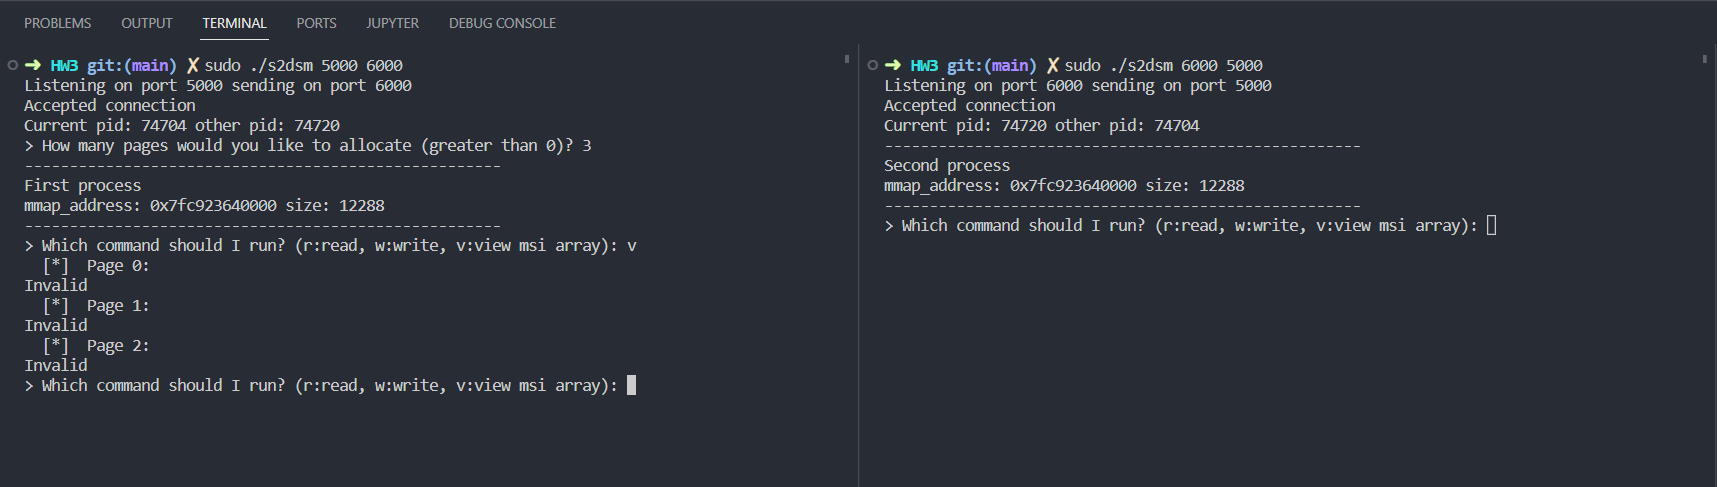 PROBLEMS OUTPUT TERMINAL PORTS JUPYTER DEBUG CONSOLE
➜ HW3 git:(main) ✗ sudo ./s2dsm 5000 6000
Listening on port 5000 sending on port 6000
Accepted connection
Current pid: 74704 other pid: 74720
> How many pages would you like to allocate (greater than 0)? 3
-----------------------------------------------------
First process
mmap_address: 0x7fc923640000 size: 12288
-----------------------------------------------------
> Which command should I run? (r:read, w:write, v:view msi array): v
[*] Page 0:
Invalid
[*] Page 1:
Invalid
[*] Page 2:
Invalid
> Which command should I run? (r:read, w:write, v:view msi array):
➜ HW3 git:(main) ✗ sudo ./s2dsm 6000 5000
Listening on port 6000 sending on port 5000
Accepted connection
Current pid: 74720 other pid: 74704
-----------------------------------------------------
Second process
mmap_address: 0x7fc923640000 size: 12288
-----------------------------------------------------
> Which command should I run? (r:read, w:write, v:view msi array):